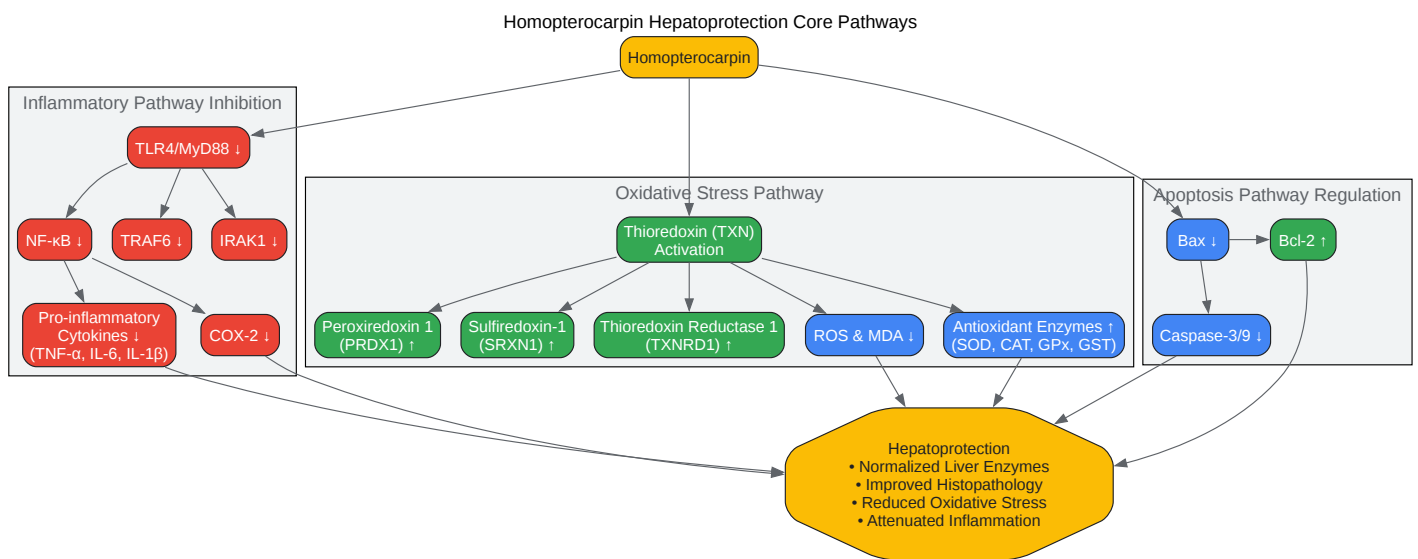 Homopterocarpin Hepatoprotection Core Pathways
Homopterocarpin
Inflammatory Pathway Inhibition
TLR4/MyD88 ↓
NF-κB ↓
TRAF6 ↓
IRAK1 ↓
Pro-inflammatory
Cytokines ↓
(TNF-α, IL-6, IL-1β)
COX-2 ↓
Oxidative Stress Pathway
Thioredoxin (TXN)
Activation
Peroxiredoxin 1
(PRDX1) ↑
Sulfiredoxin-1
(SRXN1) ↑
Thioredoxin Reductase 1
(TXNRD1) ↑
ROS & MDA ↓
Antioxidant Enzymes ↑
(SOD, CAT, GPx, GST)
Apoptosis Pathway Regulation
Bax ↓
Bcl-2 ↑
Caspase-3/9 ↓
Hepatoprotection
• Normalized Liver Enzymes
• Improved Histopathology
• Reduced Oxidative Stress
• Attenuated Inflammation